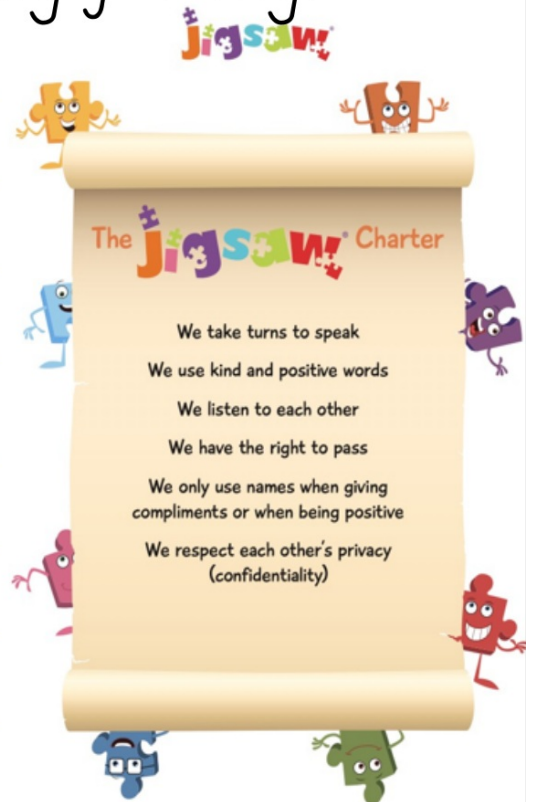 jigsaw
The jigsaw Charter
We take turns to speak
We use kind and positive words
We listen to each other
We have the right to pass
We only use names when giving
compliments or when being positive
We respect each other's privacy
(confidentiality)